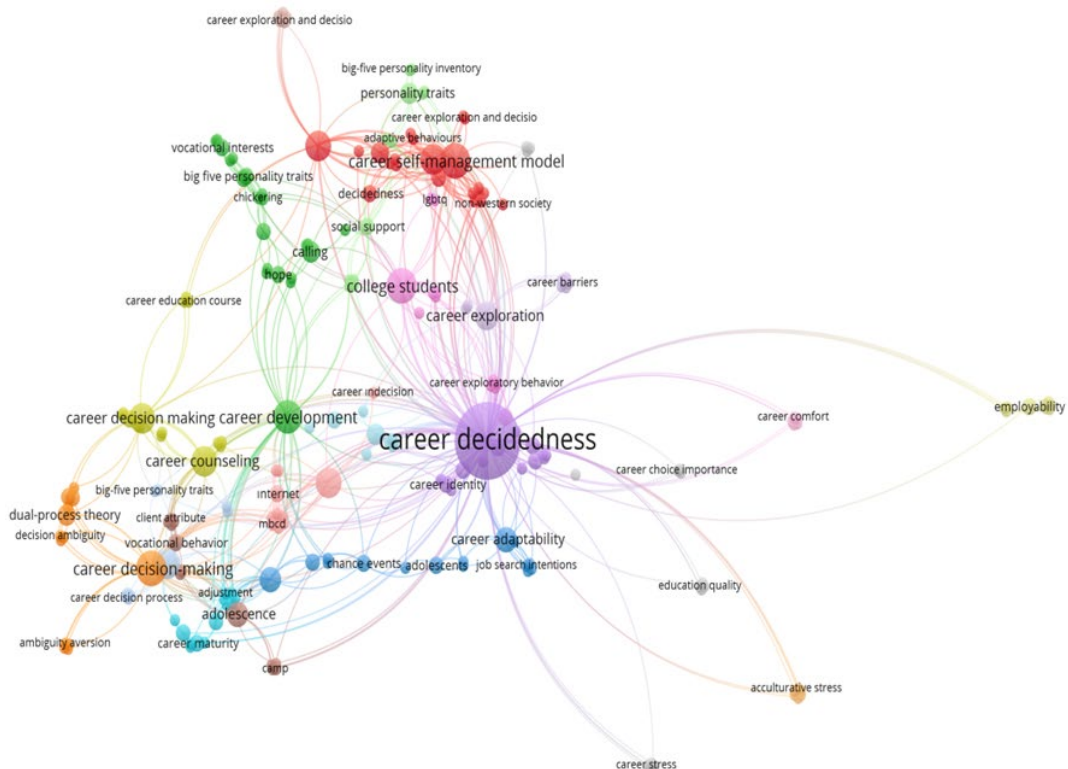 career exploration and decisio
big-five personality inventory
personality traits
career exploration and decisio
adaptive behaviours
vocational interests
career self-management model
big five personality traits
chickering
decidedness
lgbtq
non-western society
social support
calling
hope
career barriers
college students
career education course
career exploration
career exploratory behavior
career indecision
employability
career decision making
career development
career comfort
career decidedness
career counseling
career choice importance
career identity
big-five personality traits
internet
dual-process theory
client attribute
mbcd
decision ambiguity
vocational behavior
career adaptability
chance events
adolescents
job search intentions
career decision-making
education quality
adjustment
career decision process
adolescence
ambiguity aversion
career maturity
camp
acculturative stress
career stress